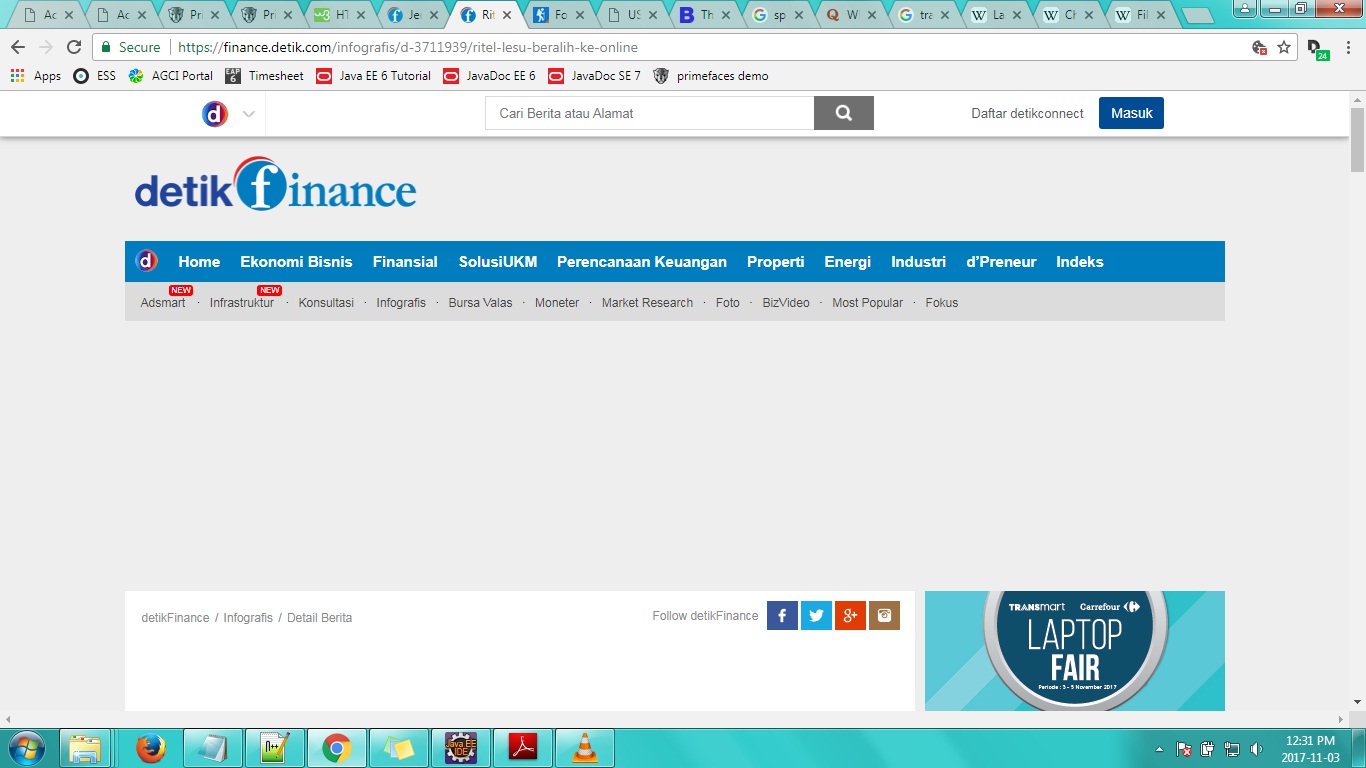 Ac Ac Pri Pri HT Je Rit Fo US Th sp W tra La Ch Fil
Secure https://finance.detik.com/infografis/d-3711939/ritel-lesu-beralih-ke-online
24
Apps ESS AGCI Portal Timesheet Java EE 6 Tutorial JavaDoc EE 6 JavaDoc SE 7 primefaces demo
d Cari Berita atau Alamat Daftar detikconnect Masuk
detikfinance
d Home Ekonomi Bisnis Finansial SolusiUKM Perencanaan Keuangan Properti Energi Industri d'Preneur Indeks
NEW NEW
Adsmart · Infrastruktur · Konsultasi · Infografis · Bursa Valas · Moneter · Market Research · Foto · BizVideo · Most Popular · Fokus
detikFinance / Infografis / Detail Berita
Follow detikFinance
TRANSmart Carrefour
LAPTOP
FAIR
Periode : 3 - 5 November 2017
12:31 PM
2017-11-03